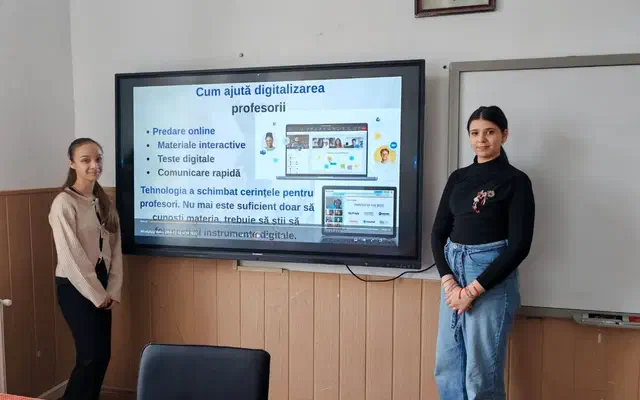 Cum ajută digitalizarea
profesorii
Predare online
Materiale interactive
Teste digitale
Comunicare rapidă
Tehnologia a schimbat cerințele pentru
profesori. Nu mai este suficient doar să
cunoști materia, trebuie să știi să
instrumente digitale.